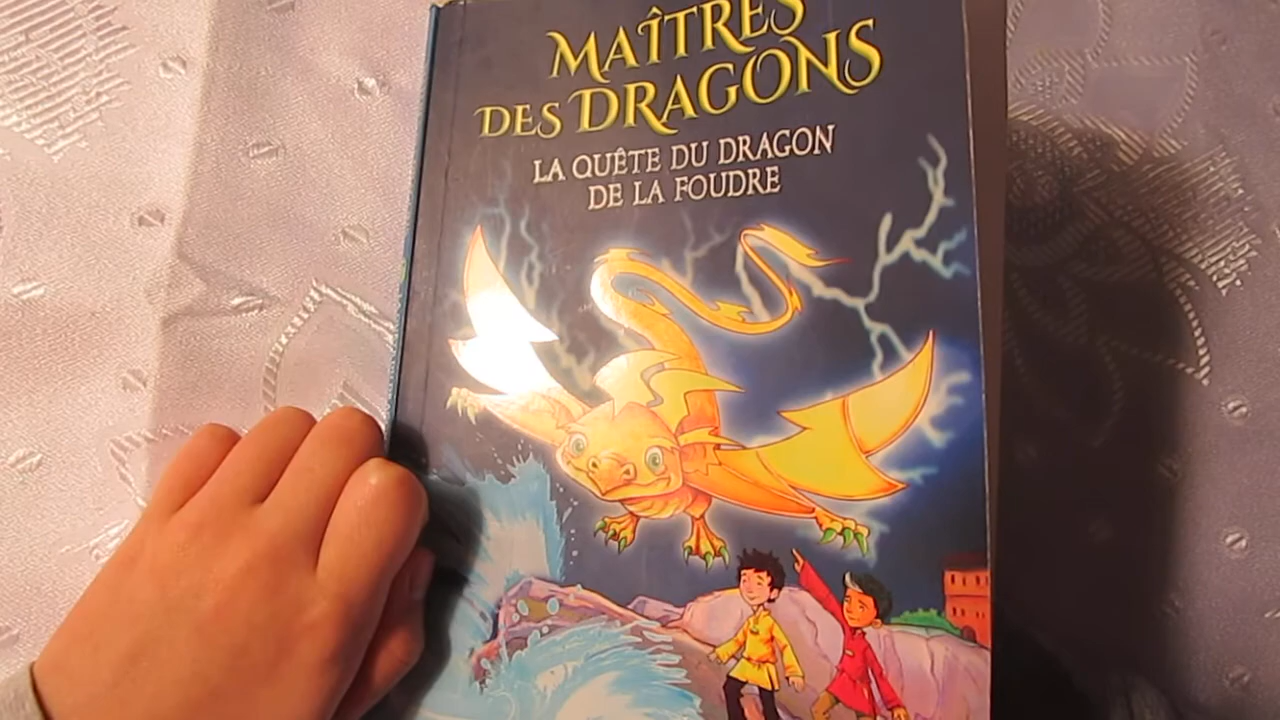 MAÎTRES
DES DRAGONS
LA QUÊTE DU DRAGON
DE LA FOUDRE